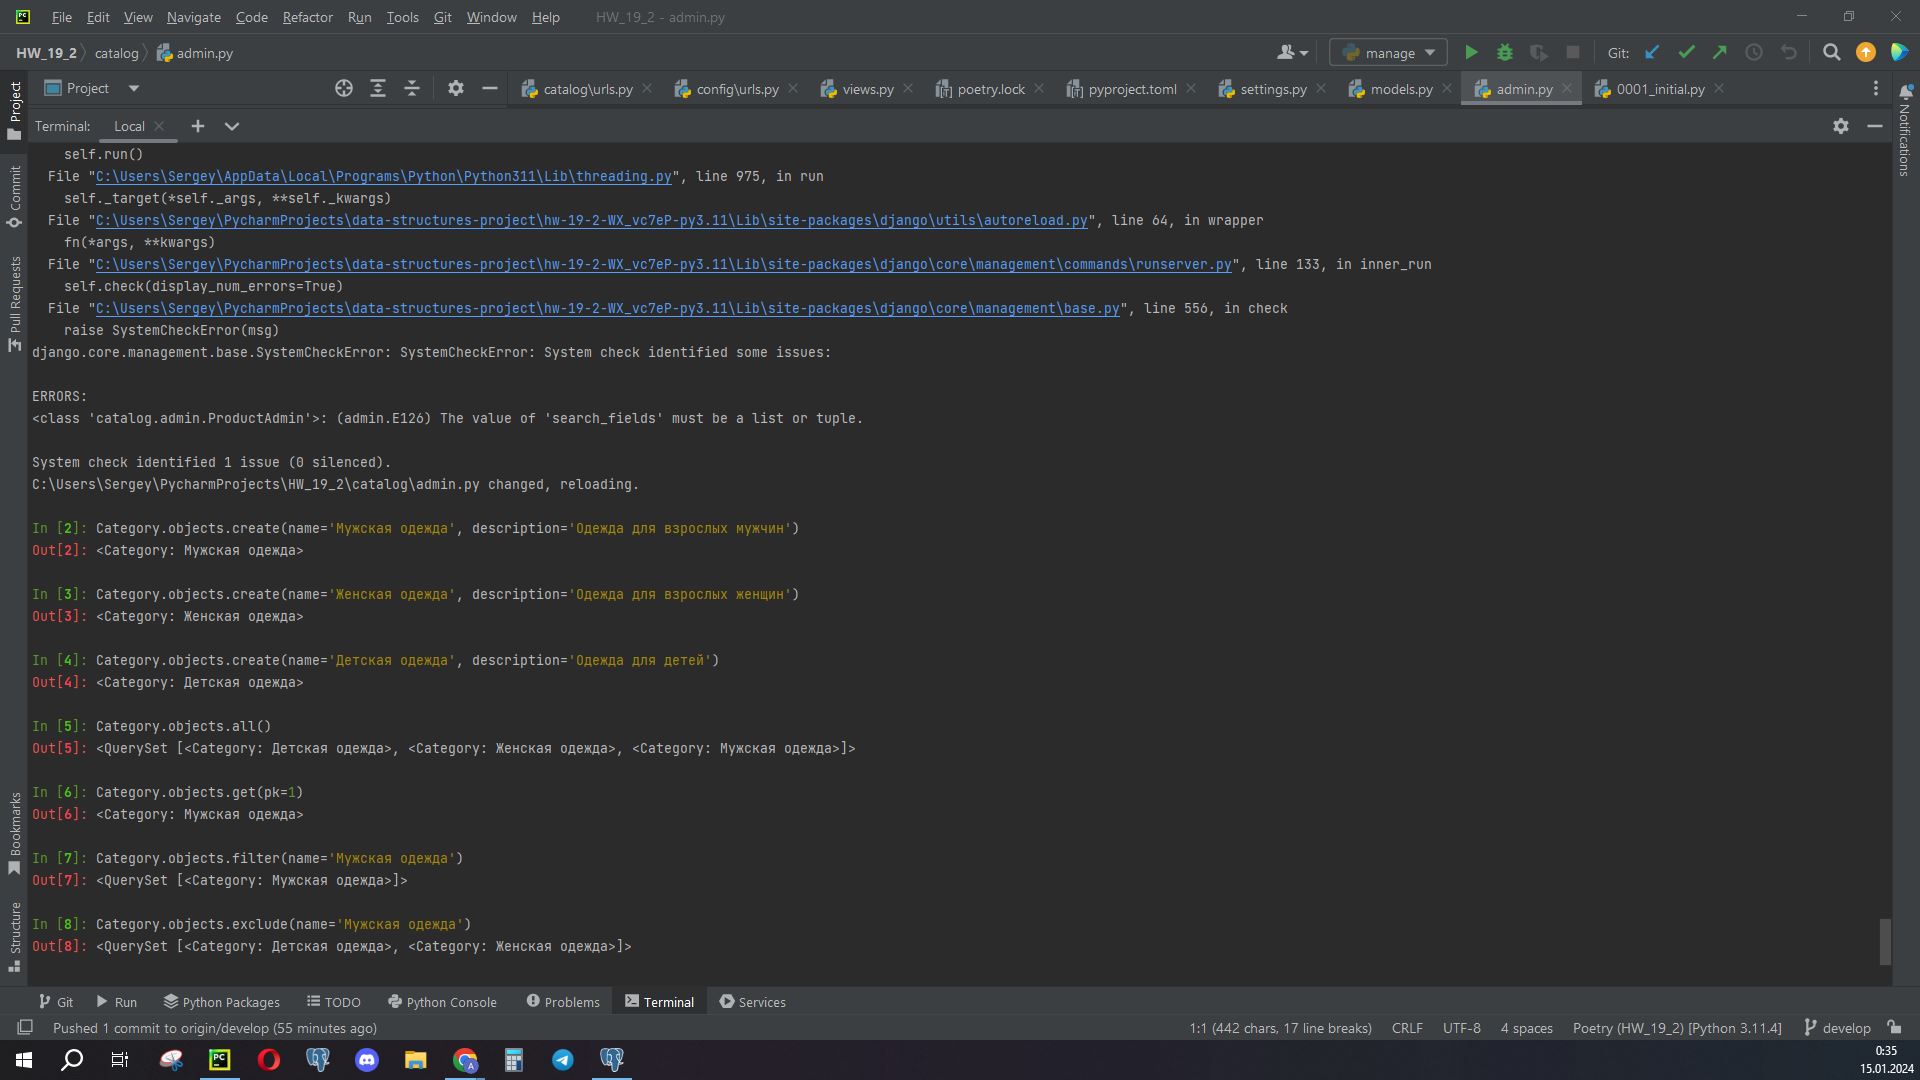 File Edit View Navigate Code Refactor Run Tools Git Window Help HW_19_2 - admin.py
HW_19_2 catalog admin.py manage Git:
Project catalog\urls.py config\urls.py views.py poetry.lock pyproject.toml settings.py models.py admin.py 0001_initial.py
Terminal: Local
self.run()
File "C:\Users\Sergey\AppData\Local\Programs\Python\Python311\Lib\threading.py", line 975, in run
self._target(*self._args, **self._kwargs)
File "C:\Users\Sergey\PycharmProjects\data-structures-project\hw-19-2-WX_vc7eP-py3.11\Lib\site-packages\django\utils\autoreload.py", line 64, in wrapper
fn(*args, **kwargs)
File "C:\Users\Sergey\PycharmProjects\data-structures-project\hw-19-2-WX_vc7eP-py3.11\Lib\site-packages\django\core\management\commands\runserver.py", line 133, in inner_run
self.check(display_num_errors=True)
File "C:\Users\Sergey\PycharmProjects\data-structures-project\hw-19-2-WX_vc7eP-py3.11\Lib\site-packages\django\core\management\base.py", line 556, in check
raise SystemCheckError(msg)
django.core.management.base.SystemCheckError: SystemCheckError: System check identified some issues:
ERRORS:
<class 'catalog.admin.ProductAdmin'>: (admin.E126) The value of 'search_fields' must be a list or tuple.
System check identified 1 issue (0 silenced).
C:\Users\Sergey\PycharmProjects\HW_19_2\catalog\admin.py changed, reloading.
In [2]: Category.objects.create(name='Мужская одежда', description='Одежда для взрослых мужчин')
Out[2]: <Category: Мужская одежда>
In [3]: Category.objects.create(name='Женская одежда', description='Одежда для взрослых женщин')
Out[3]: <Category: Женская одежда>
In [4]: Category.objects.create(name='Детская одежда', description='Одежда для детей')
Out[4]: <Category: Детская одежда>
In [5]: Category.objects.all()
Out[5]: <QuerySet [<Category: Детская одежда>, <Category: Женская одежда>, <Category: Мужская одежда>]>
In [6]: Category.objects.get(pk=1)
Out[6]: <Category: Мужская одежда>
In [7]: Category.objects.filter(name='Мужская одежда')
Out[7]: <QuerySet [<Category: Мужская одежда>]>
In [8]: Category.objects.exclude(name='Мужская одежда')
Out[8]: <QuerySet [<Category: Детская одежда>, <Category: Женская одежда>]>
Project
Commit
Pull Requests
Bookmarks
Structure
Notifications
Git Run Python Packages TODO Python Console Problems Terminal Services
Pushed 1 commit to origin/develop (55 minutes ago) 1:1 (442 chars, 17 line breaks) CRLF UTF-8 4 spaces Poetry (HW_19_2) [Python 3.11.4] develop
0:35
15.01.2024